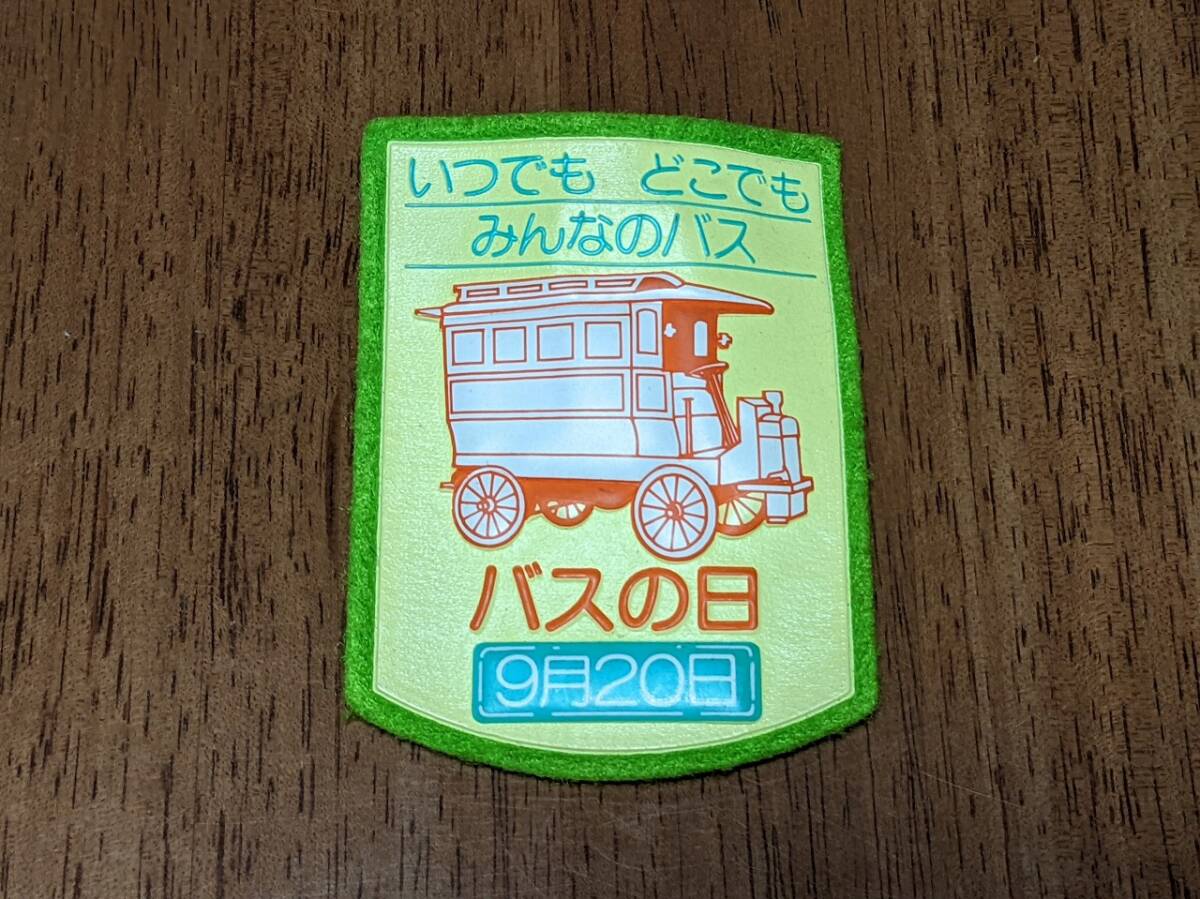 いつでも どこでも
みんなのバス
バスの日
9月20日